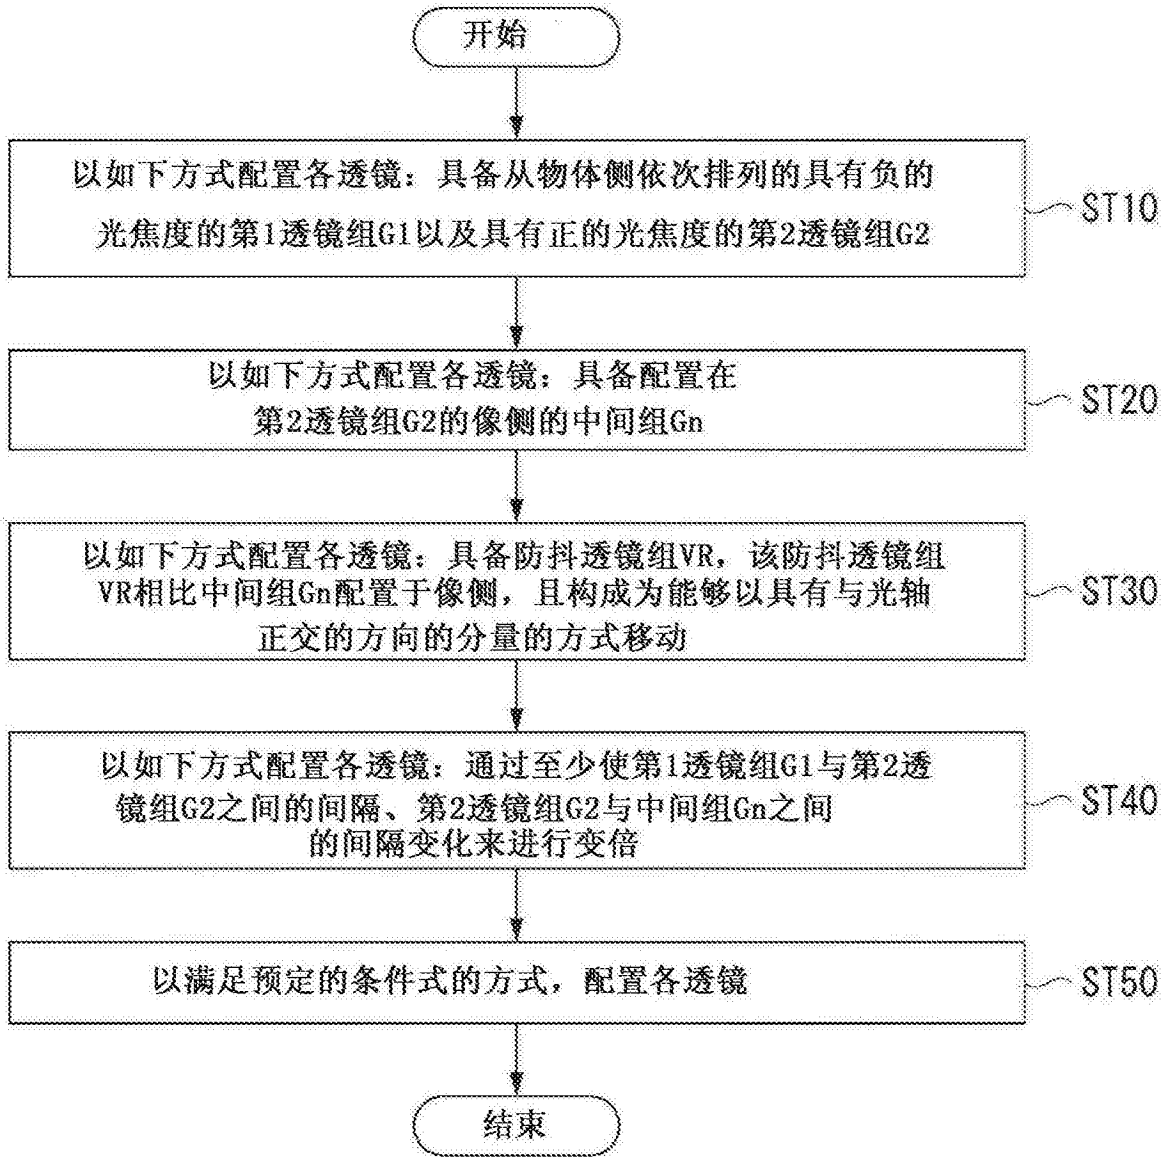 开始
以如下方式配置各透镜：具备从物体侧依次排列的具有负的
光焦度的第1透镜组G1以及具有正的光焦度的第2透镜组G2
ST10
以如下方式配置各透镜：具备配置在
第2透镜组G2的像侧的中间组Gn
ST20
以如下方式配置各透镜：具备防抖透镜组VR，该防抖透镜组
VR相比中间组Gn配置于像侧，且构成为能够以具有与光轴
正交的方向的分量的方式移动
ST30
以如下方式配置各透镜：通过至少使第1透镜组G1与第2透
镜组G2之间的间隔、第2透镜组G2与中间组Gn之间
的间隔变化来进行变倍
ST40
以满足预定的条件式的方式，配置各透镜
ST50
结束